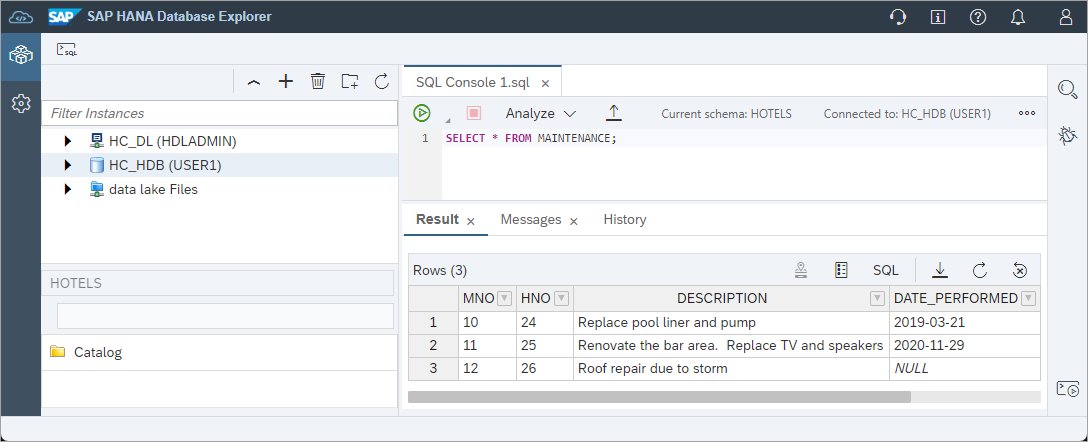 SAP SAP HANA Database Explorer
SQL
Filter Instances
HC_DL (HDLADMIN)
HC_HDB (USER1)
data lake Files
HOTELS
Catalog
SQL Console 1.sql
Analyze Current schema: HOTELS Connected to: HC_HDB (USER1)
1 SELECT * FROM MAINTENANCE;
Result Messages History
Rows (3) SQL
MNO HNO DESCRIPTION DATE_PERFORMED
1 10 24 Replace pool liner and pump 2019-03-21
2 11 25 Renovate the bar area.  Replace TV and speakers 2020-11-29
3 12 26 Roof repair due to storm NULL